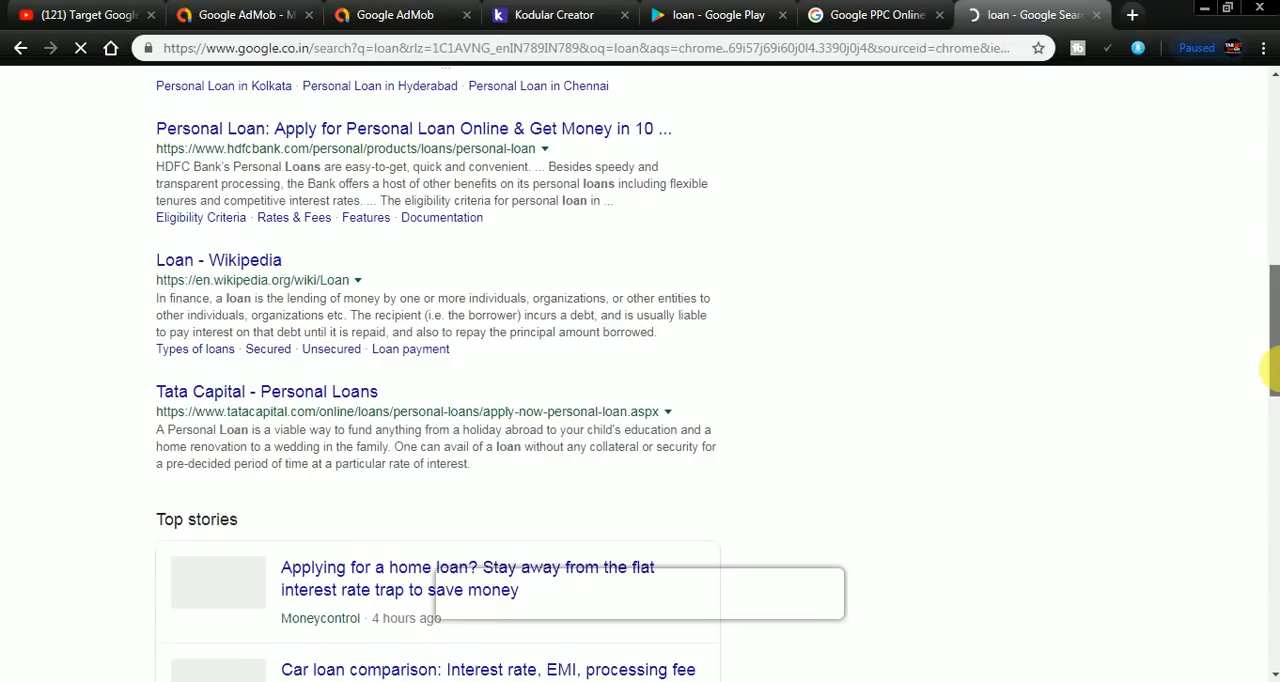 (121) Target Googl
Google AdMob - M
Google AdMob
Kodular Creator
loan - Google Play
Google PPC Online
loan - Google Sear
https://www.google.co.in/search?q=loan&rlz=1C1AVNG_enIN789IN789&oq=loan&aqs=chrome..69i57j69i60j0l4.3390j0j4&sourceid=chrome&ie...
Paused
Personal Loan in Kolkata · Personal Loan in Hyderabad · Personal Loan in Chennai
Personal Loan: Apply for Personal Loan Online & Get Money in 10 ...
https://www.hdfcbank.com/personal/products/loans/personal-loan
HDFC Bank's Personal Loans are easy-to-get, quick and convenient. ... Besides speedy and
transparent processing, the Bank offers a host of other benefits on its personal loans including flexible
tenures and competitive interest rates. ... The eligibility criteria for personal loan in ...
Eligibility Criteria · Rates & Fees · Features · Documentation
Loan - Wikipedia
https://en.wikipedia.org/wiki/Loan
In finance, a loan is the lending of money by one or more individuals, organizations, or other entities to
other individuals, organizations etc. The recipient (i.e. the borrower) incurs a debt, and is usually liable
to pay interest on that debt until it is repaid, and also to repay the principal amount borrowed.
Types of loans · Secured · Unsecured · Loan payment
Tata Capital - Personal Loans
https://www.tatacapital.com/online/loans/personal-loans/apply-now-personal-loan.aspx
A Personal Loan is a viable way to fund anything from a holiday abroad to your child's education and a
home renovation to a wedding in the family. One can avail of a loan without any collateral or security for
a pre-decided period of time at a particular rate of interest.
Top stories
Applying for a home loan? Stay away from the flat
interest rate trap to save money
Moneycontrol · 4 hours ago
Car loan comparison: Interest rate, EMI, processing fee